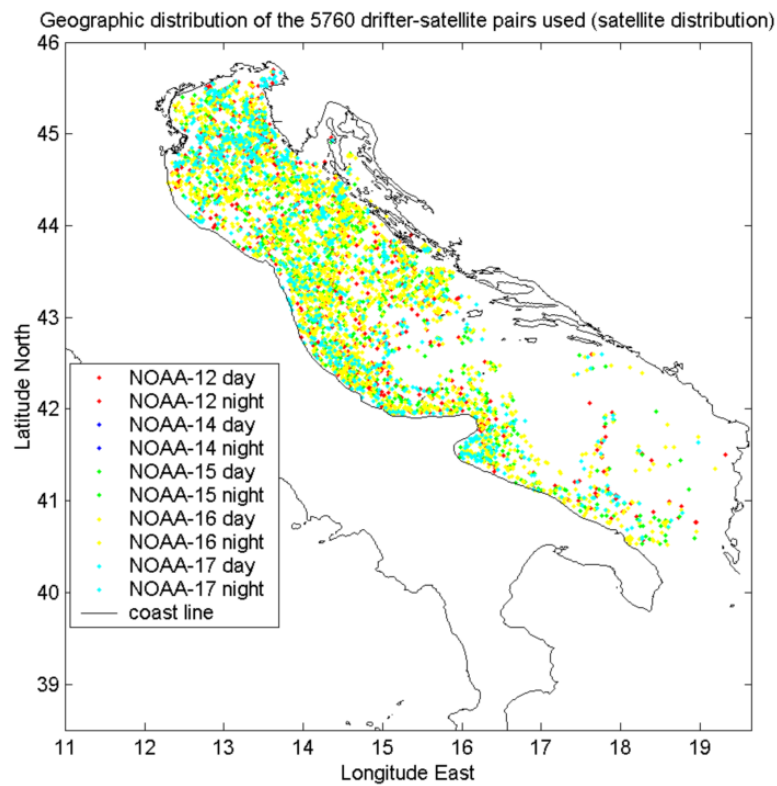 Geographic distribution of the 5760 drifter-satellite pairs used (satellite distribution)
46
45
44
43
42
41
40
39
Latitude North
NOAA-12 day
NOAA-12 night
NOAA-14 day
NOAA-14 night
NOAA-15 day
NOAA-15 night
NOAA-16 day
NOAA-16 night
NOAA-17 day
NOAA-17 night
coast line
11 12 13 14 15 16 17 18 19
Longitude East